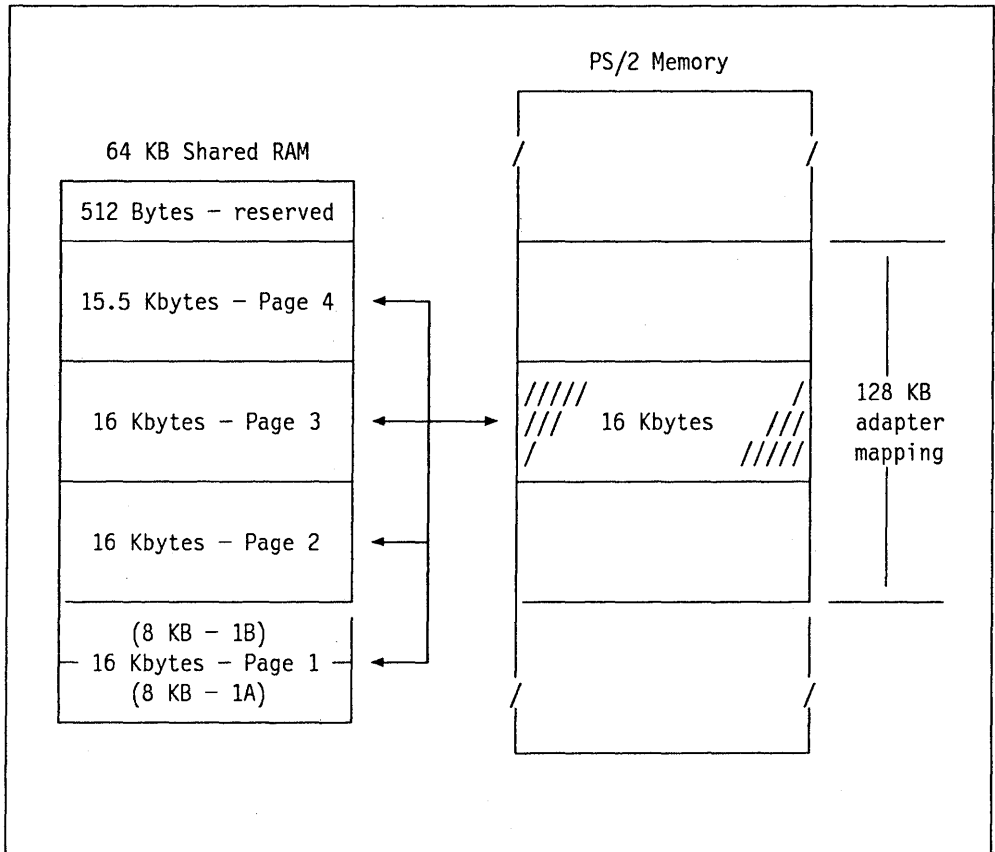 PS/2 Memory
64 KB Shared RAM
512 Bytes — reserved
15.5 Kbytes — Page 4
16 Kbytes — Page 3
16 Kbytes
128 KB
adapter
mapping
16 Kbytes — Page 2
(8 KB — 1B)
16 Kbytes — Page 1
(8 KB — 1A)